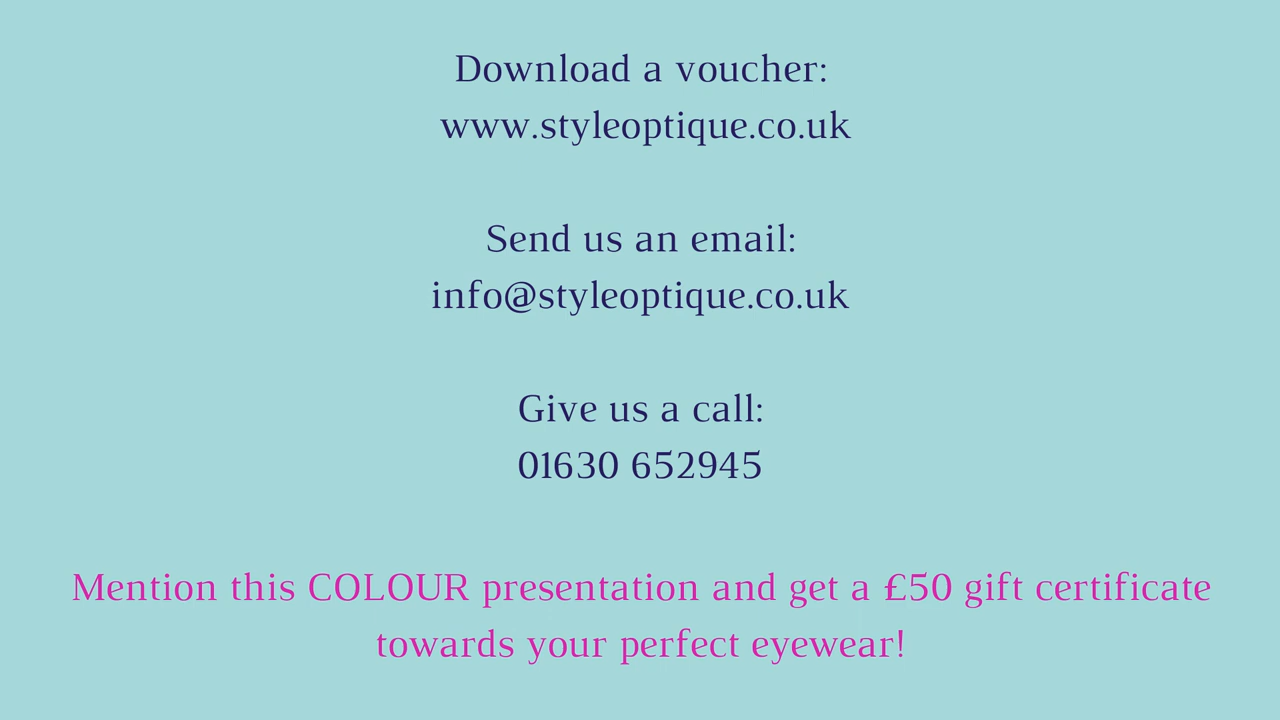 Download a voucher:
www.styleoptique.co.uk
Send us an email:
info@styleoptique.co.uk
Give us a call:
01630 652945
Mention this COLOUR presentation and get a £50 gift certificate
towards your perfect eyewear!